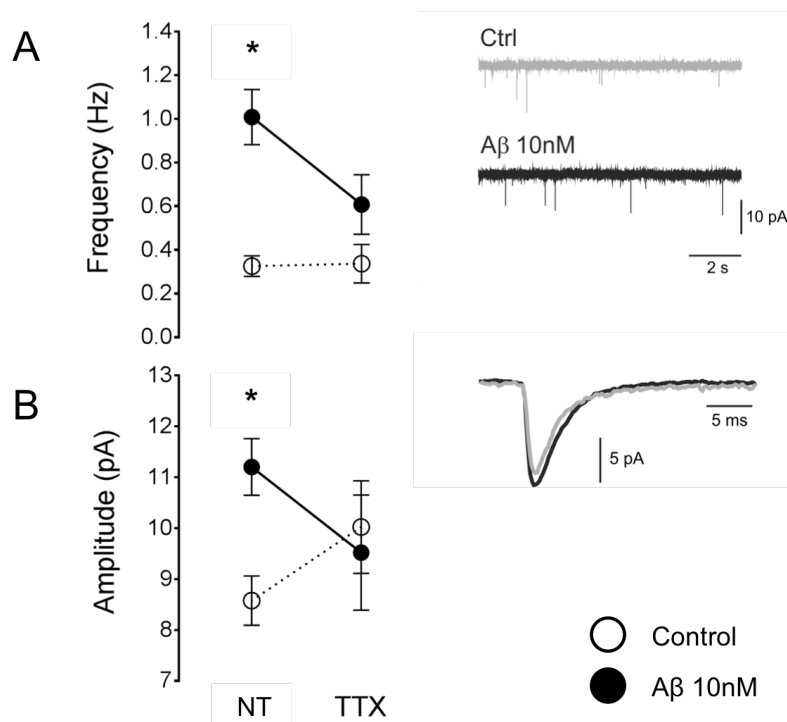 A
Frequency (Hz)
1.4
1.2
1.0
0.8
0.6
0.4
0.2
0.0
*
Ctrl
Aβ 10nM
10 pA
2 s
B
Amplitude (pA)
13
12
11
10
9
8
7
*
NT
TTX
5 ms
5 pA
Control
Aβ 10nM